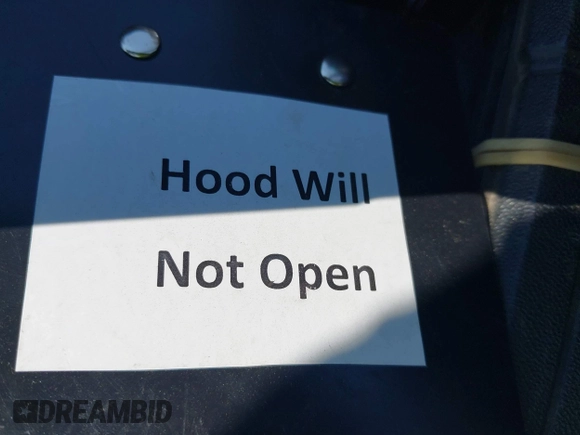 Hood Will
Not Open
DREAMBID